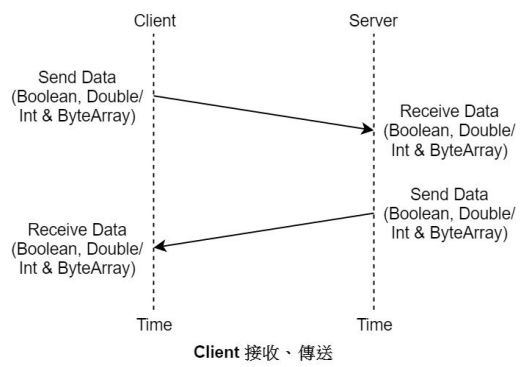 Client
Server
Send Data
(Boolean, Double/
Int & ByteArray)
Receive Data
(Boolean, Double/
Int & ByteArray)
Send Data
(Boolean, Double/
Int & ByteArray)
Receive Data
(Boolean, Double/
Int & ByteArray)
Time
Time
Client 接收、傳送